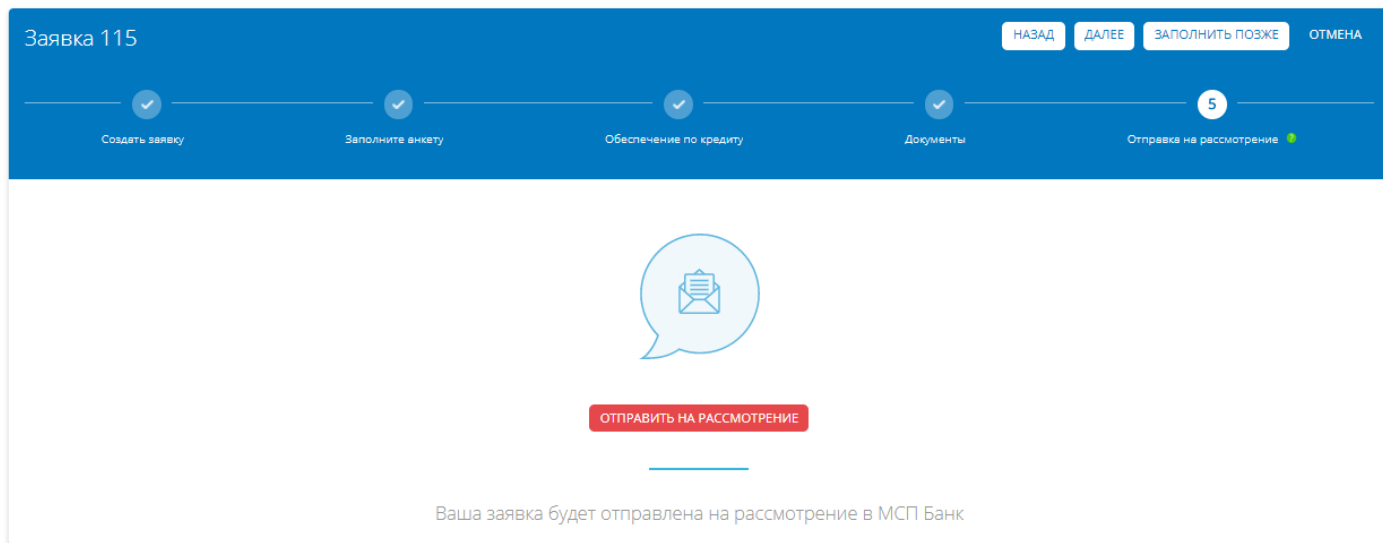 Заявка 115
НАЗАД ДАЛЕЕ ЗАПОЛНИТЬ ПОЗЖЕ ОТМЕНА
5
Создать заявку Заполните анкету Обеспечение по кредиту Документы Отправка на рассмотрение ?
ОТПРАВИТЬ НА РАССМОТРЕНИЕ
Ваша заявка будет отправлена на рассмотрение в МСП Банк